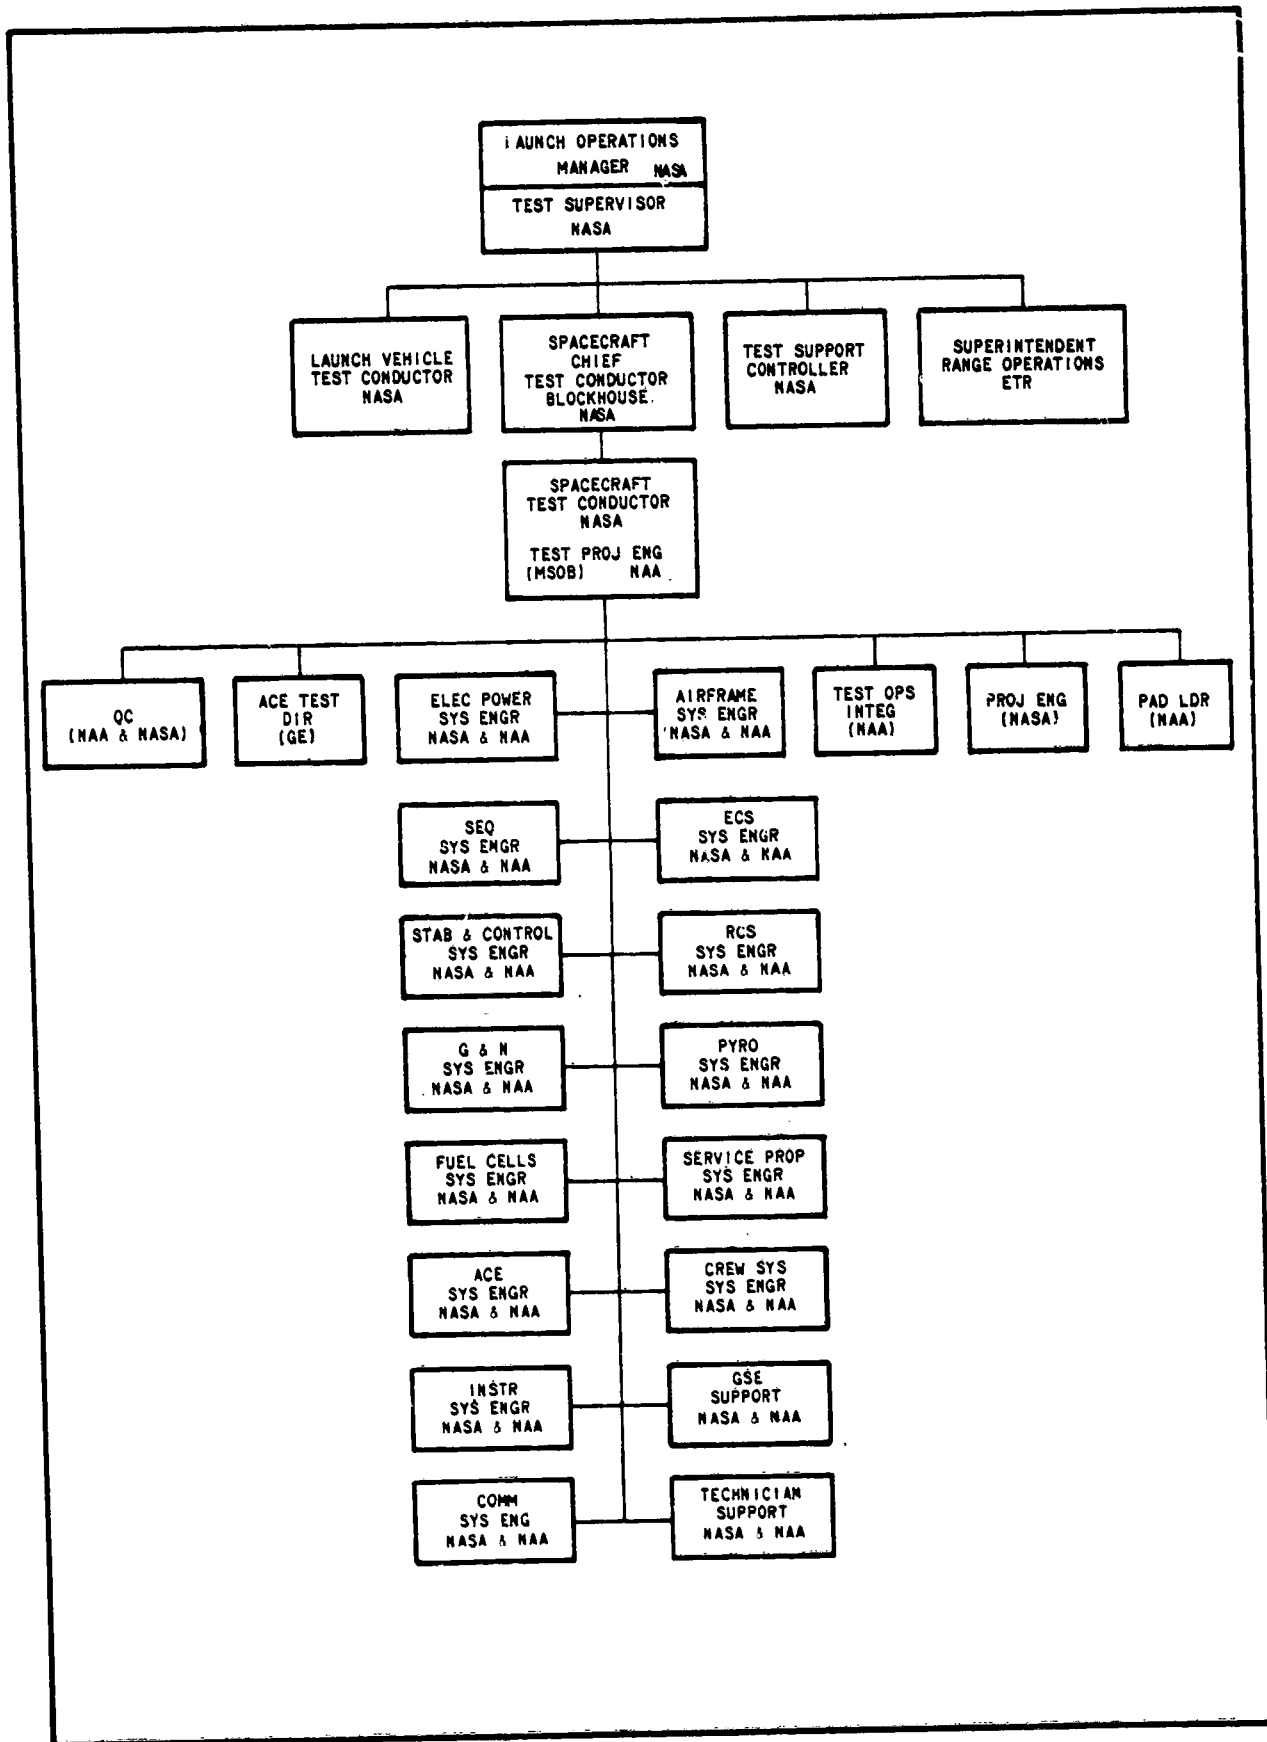 LAUNCH OPERATIONS
MANAGER NASA
TEST SUPERVISOR
NASA
LAUNCH VEHICLE
TEST CONDUCTOR
NASA
SPACECRAFT
CHIEF
TEST CONDUCTOR
BLOCKHOUSE
NASA
TEST SUPPORT
CONTROLLER
NASA
SUPERINTENDENT
RANGE OPERATIONS
ETR
SPACECRAFT
TEST CONDUCTOR
NASA
TEST PROJ ENG
(MSOB) NAA
QC
(NAA & NASA)
ACE TEST
DIR
(GE)
ELEC POWER
SYS ENGR
NASA & NAA
AIRFRAME
SYS ENGR
NASA & NAA
TEST OPS
INTEG
(NAA)
PROJ ENG
(NASA)
PAD LDR
(NAA)
SEQ
SYS ENGR
NASA & NAA
ECS
SYS ENGR
NASA & NAA
STAB & CONTROL
SYS ENGR
NASA & NAA
RCS
SYS ENGR
NASA & NAA
G & N
SYS ENGR
NASA & NAA
PYRO
SYS ENGR
NASA & NAA
FUEL CELLS
SYS ENGR
NASA & NAA
SERVICE PROP
SYS ENGR
NASA & NAA
ACE
SYS ENGR
NASA & NAA
CREW SYS
SYS ENGR
NASA & NAA
INSTR
SYS ENGR
NASA & NAA
GSE
SUPPORT
NASA & NAA
COMM
SYS ENG
NASA & NAA
TECHNICIAN
SUPPORT
NASA & NAA